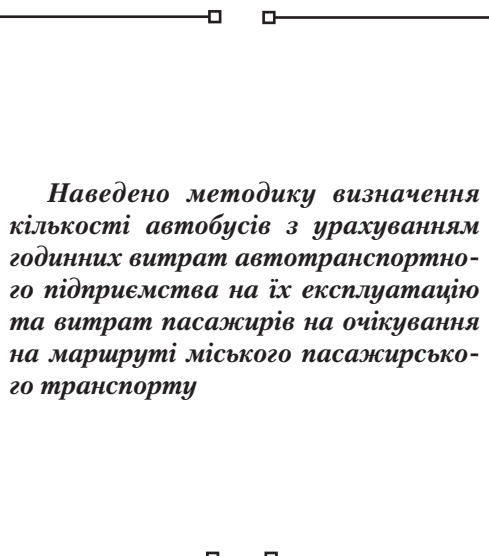 Наведено методику визначення
кількості автобусів з урахуванням
годинних витрат автотранспортно-
го підприємства на їх експлуатацію
та витрат пасажирів на очікування
на маршруті міського пасажирсько-
го транспорту